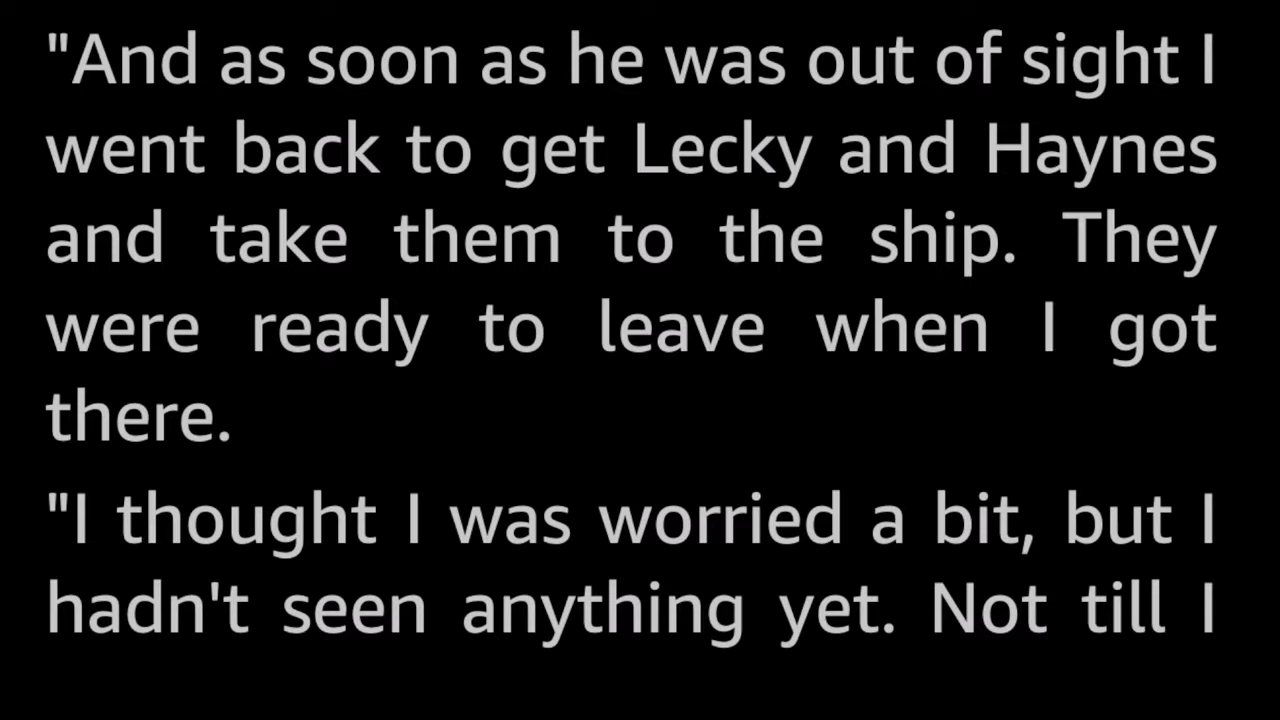 "And as soon as he was out of sight I
went back to get Lecky and Haynes
and take them to the ship. They
were ready to leave when I got
there.
"I thought I was worried a bit, but I
hadn't seen anything yet. Not till I